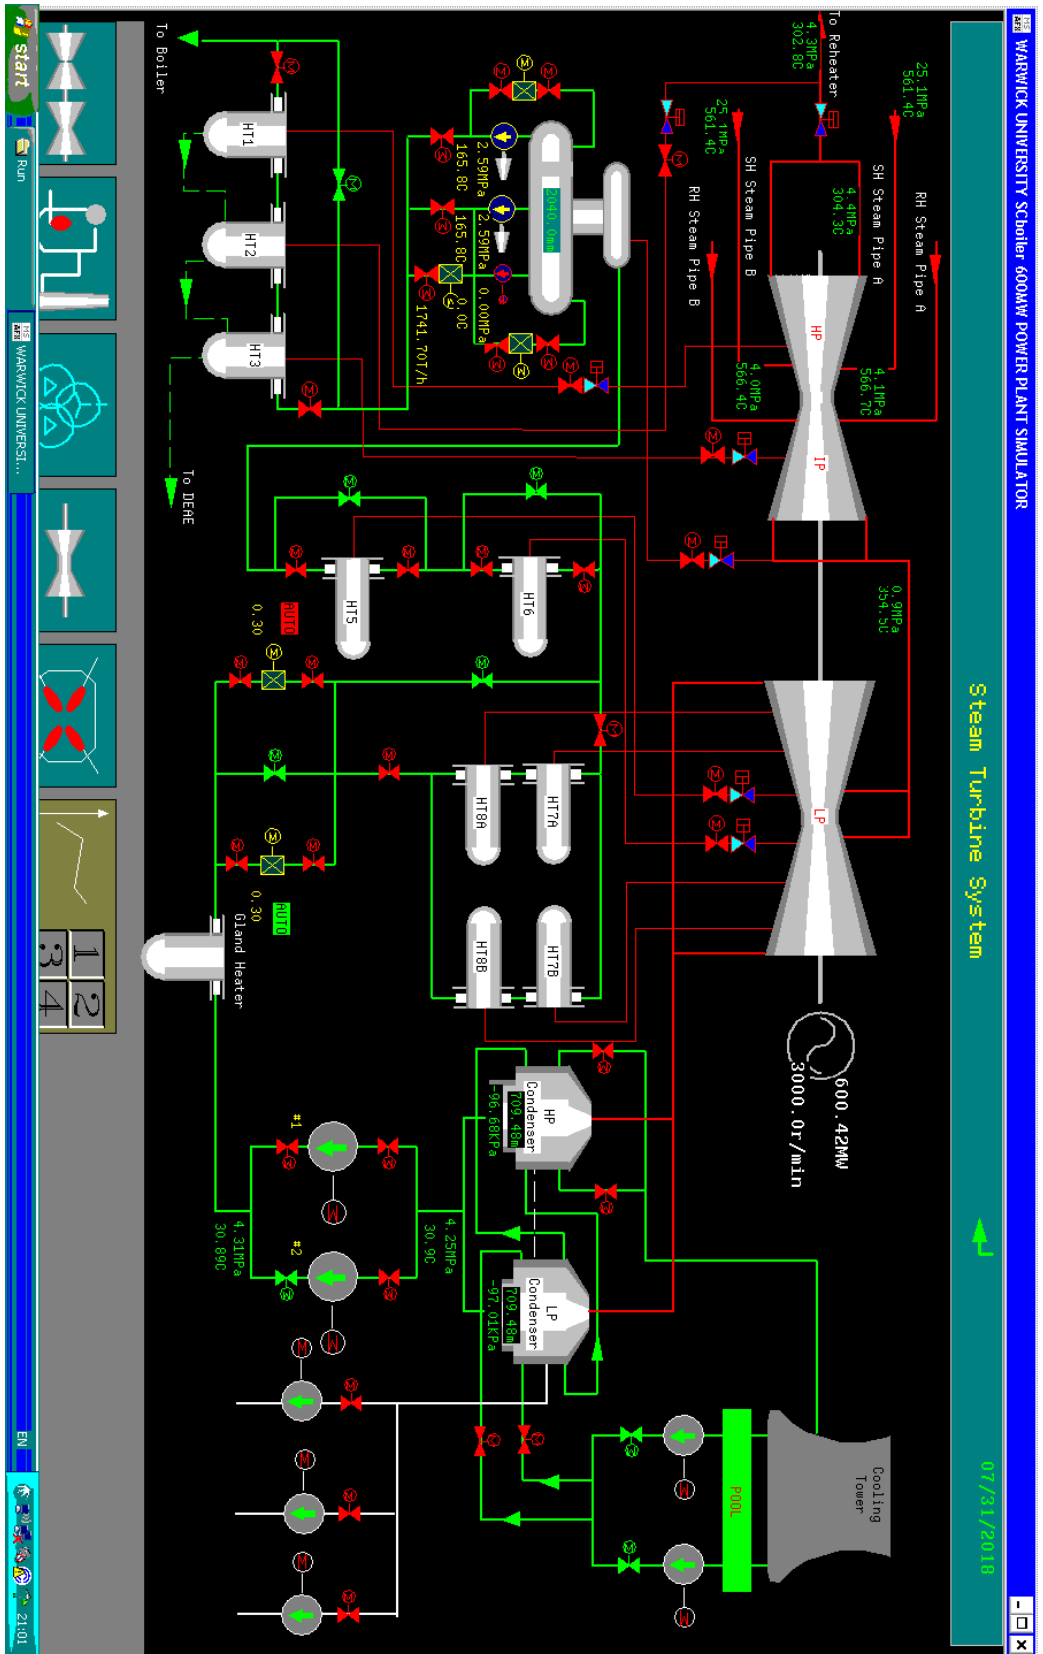 WARWICK UNIVERSITY SCboiler 600MW POWER PLANT SIMULATOR
Steam Turbine System
07/31/2018
To Reheater
4.3MPa
302.8C
25.1MPa
561.4C
25.1MPa
561.4C
RH Steam Pipe A
SH Steam Pipe A
SH Steam Pipe B
RH Steam Pipe B
4.4MPa
304.3C
4.1MPa
566.7C
4.0MPa
566.4C
HP
IP
LP
0.9MPa
354.5C
600.42MW
3000.0r/min
Cooling
Tower
POOL
2040.0mm
2.59MPa
165.8C
2.59MPa
165.8C
0.00MPa
0.0C
1741.70T/h
To Boiler
HT1
HT2
HT3
To DEAE
HT5
HT6
HT7A
HT8A
HT7B
HT8B
AUTO
0.30
AUTO
0.30
Gland Heater
HP
Condenser
709.48m
-96.68KPa
LP
Condenser
709.48m
-97.01KPa
4.25MPa
30.9C
4.31MPa
30.89C
#1
#2
1
2
3
4
start
Run
MS AFX
WARWICK UNIVERSI...
EN
21:01